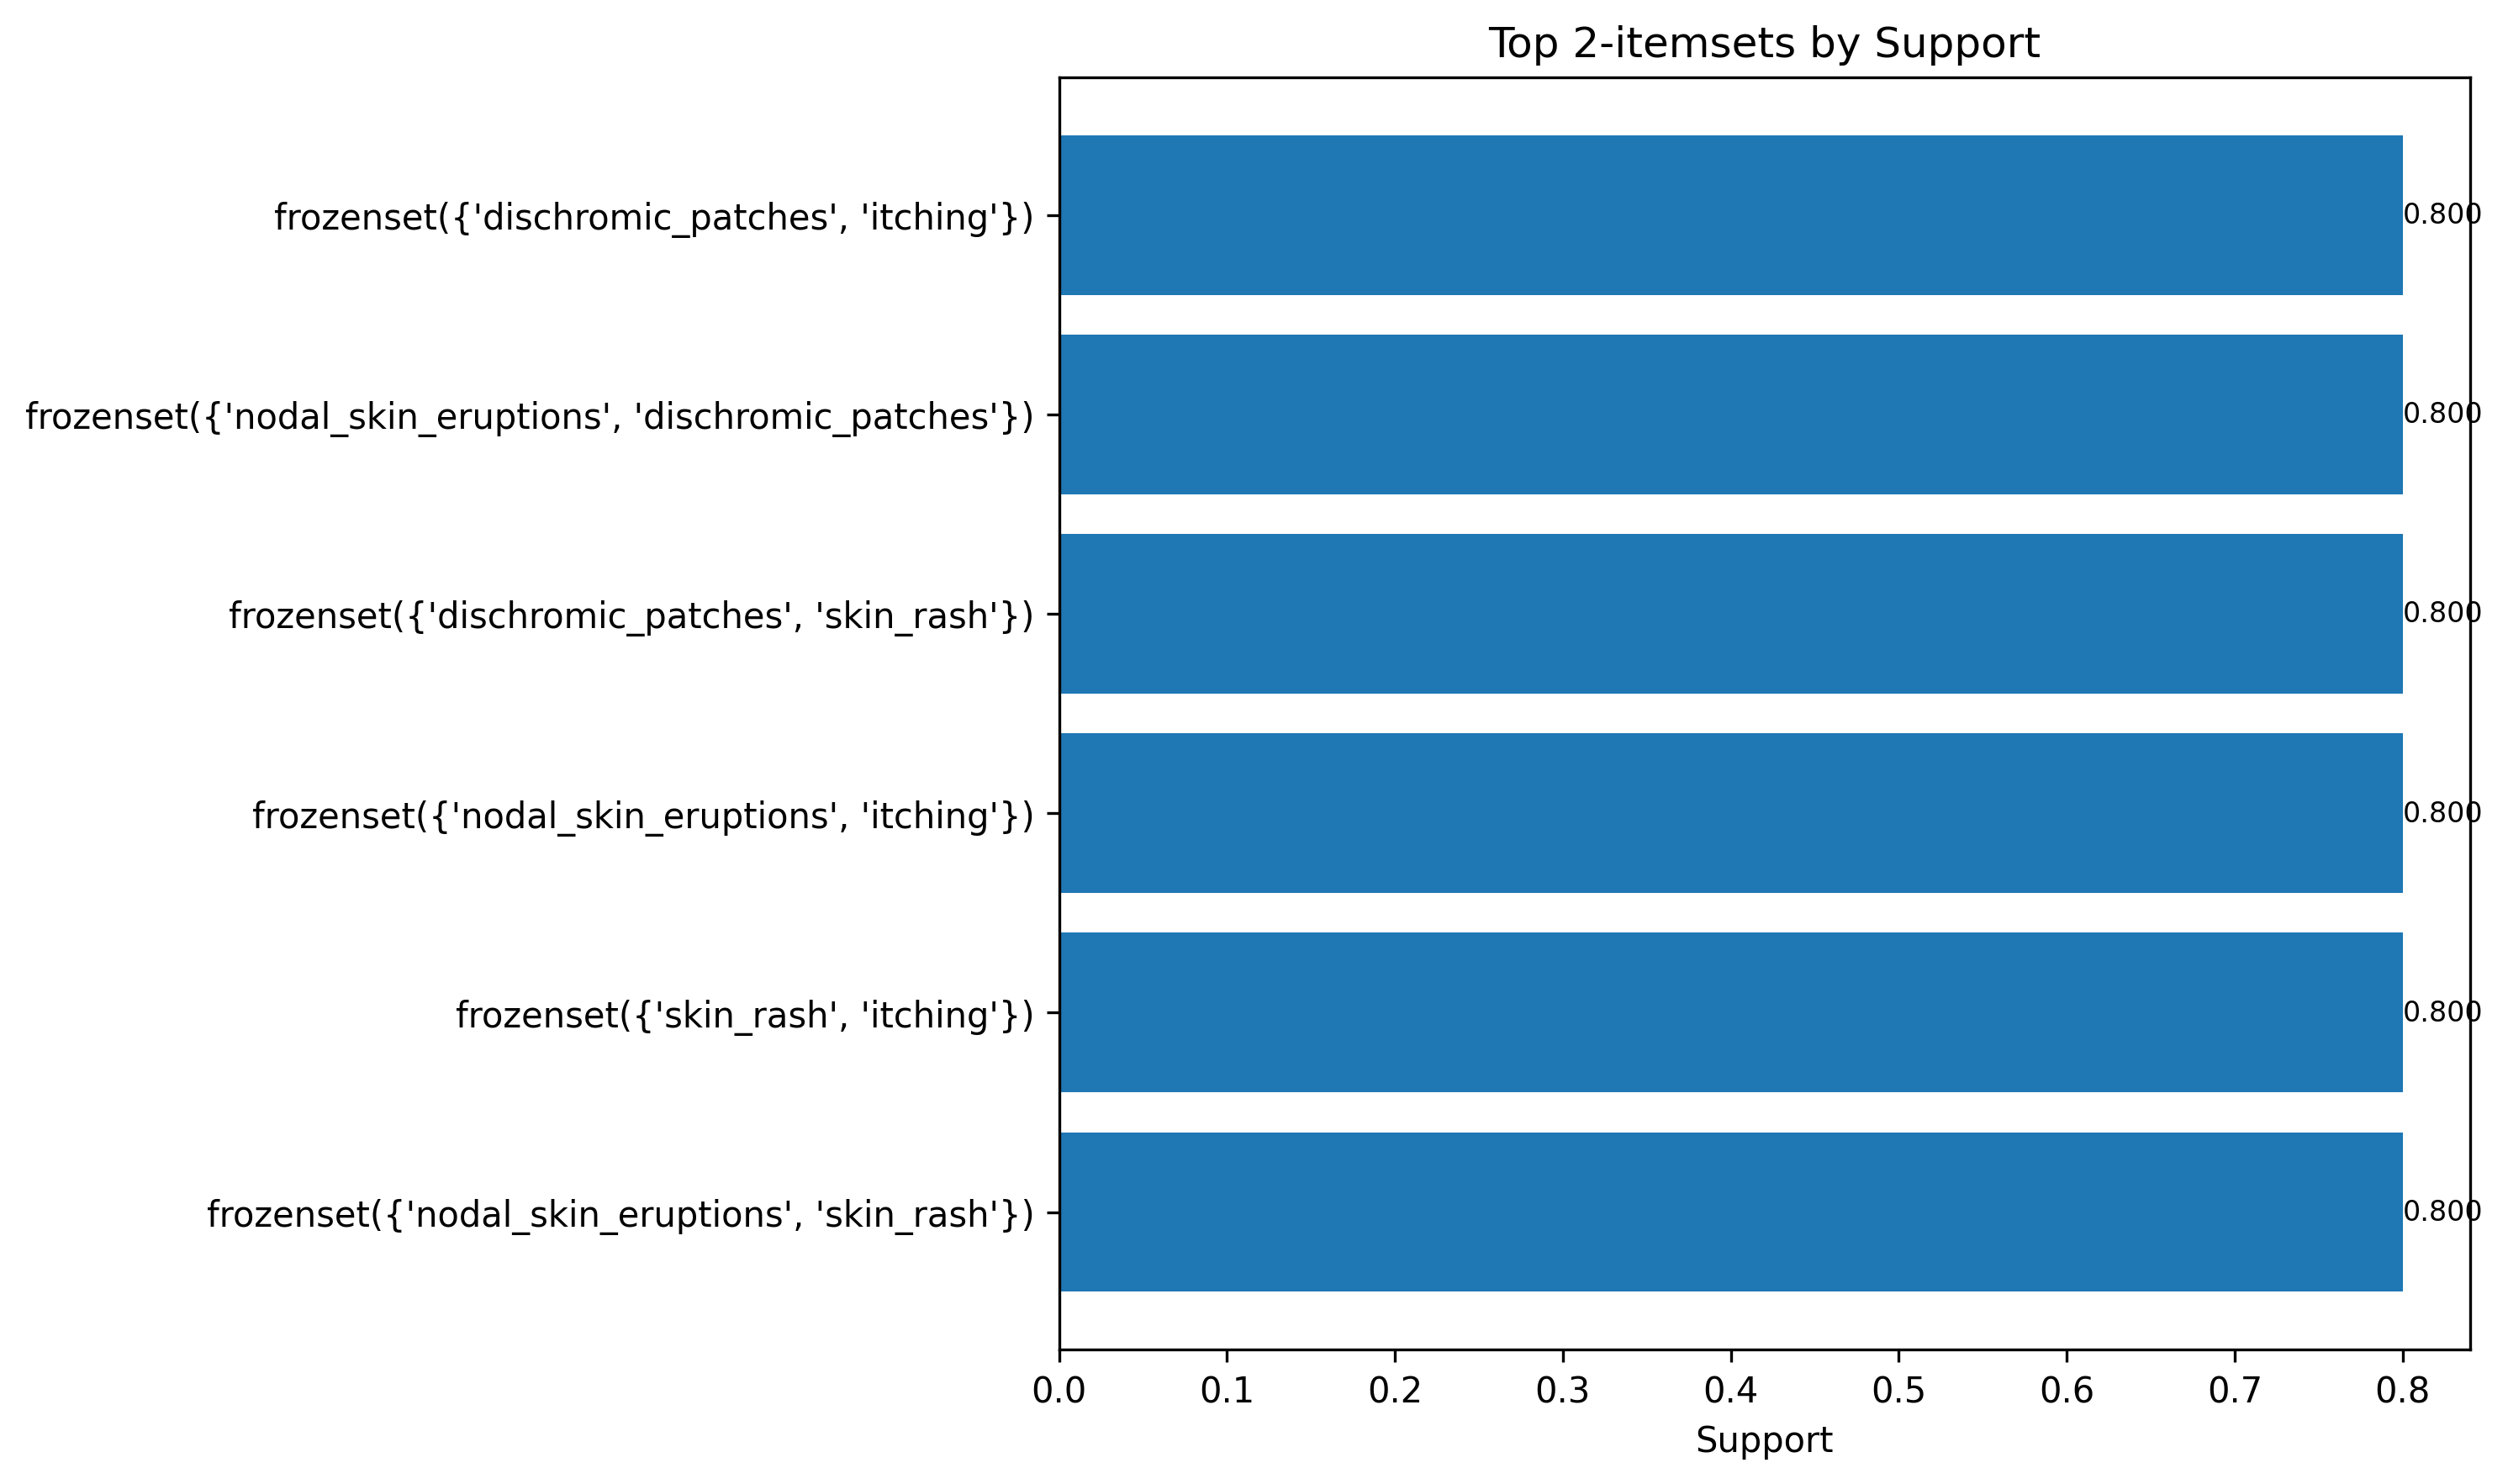 Top 2-itemsets by Support
frozenset({'dischromic_patches', 'itching'})
0.800
frozenset({'nodal_skin_eruptions', 'dischromic_patches'})
0.800
frozenset({'dischromic_patches', 'skin_rash'})
0.800
frozenset({'nodal_skin_eruptions', 'itching'})
0.800
frozenset({'skin_rash', 'itching'})
0.800
frozenset({'nodal_skin_eruptions', 'skin_rash'})
0.800
0.0 0.1 0.2 0.3 0.4 0.5 0.6 0.7 0.8
Support